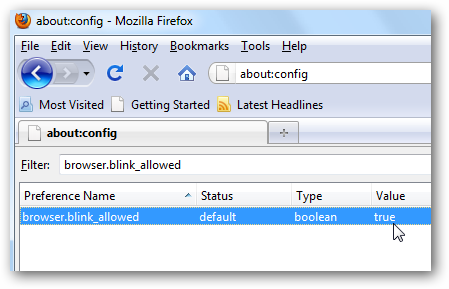 about:config - Mozilla Firefox
File Edit View History Bookmarks Tools Help
about:config
Most Visited Getting Started Latest Headlines
about:config
Filter: browser.blink_allowed
Preference Name Status Type Value
browser.blink_allowed default boolean true